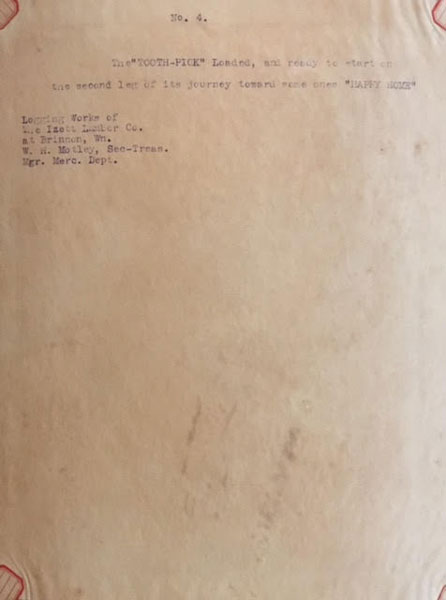 No. 4.
The "TOOTH-PICK" Loaded, and ready to start on
the second leg of its journey toward some ones "HAPPY HOME"
Logging Works of
the Izett Lumber Co.
at Brinnon, Wn.
W. H. Motley, Sec-Treas.
Mgr. Merc. Dept.